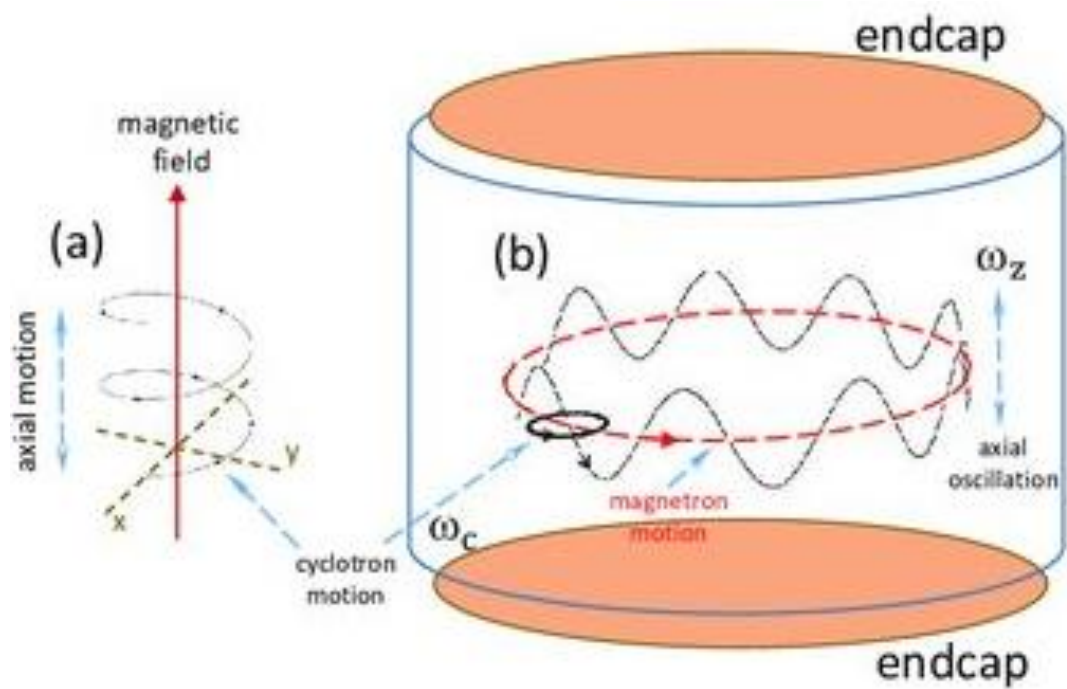 endcap
magnetic
field
(a)
(b)
ωz
axial motion
y
x
axial
oscillation
magnetron
motion
ωc
cyclotron
motion
endcap